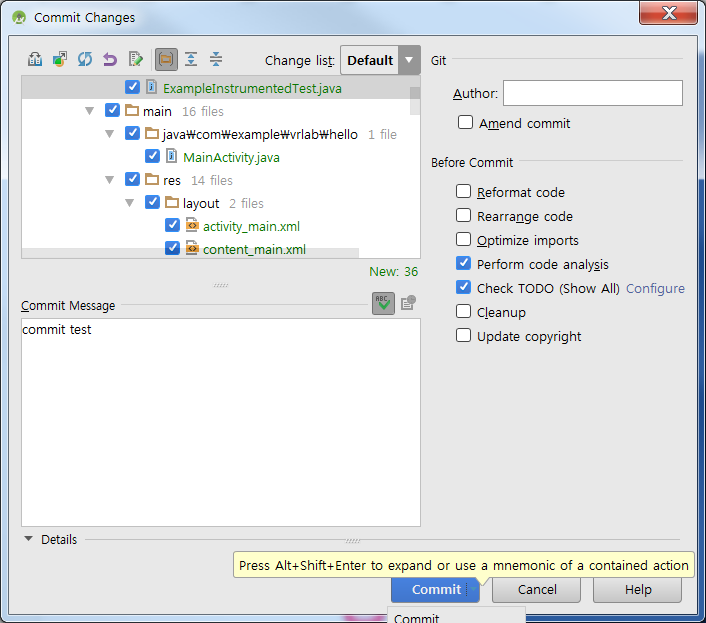 Commit Changes
Change list: Default
ExampleInstrumentedTest.java
main 16 files
java₩com₩example₩vrlab₩hello 1 file
MainActivity.java
res 14 files
layout 2 files
activity_main.xml
content_main.xml
New: 36
Commit Message
ABC
commit test
Git
Author:
Amend commit
Before Commit
Reformat code
Rearrange code
Optimize imports
Perform code analysis
Check TODO (Show All) Configure
Cleanup
Update copyright
Details
Press Alt+Shift+Enter to expand or use a mnemonic of a contained action
Commit Cancel Help
Commit